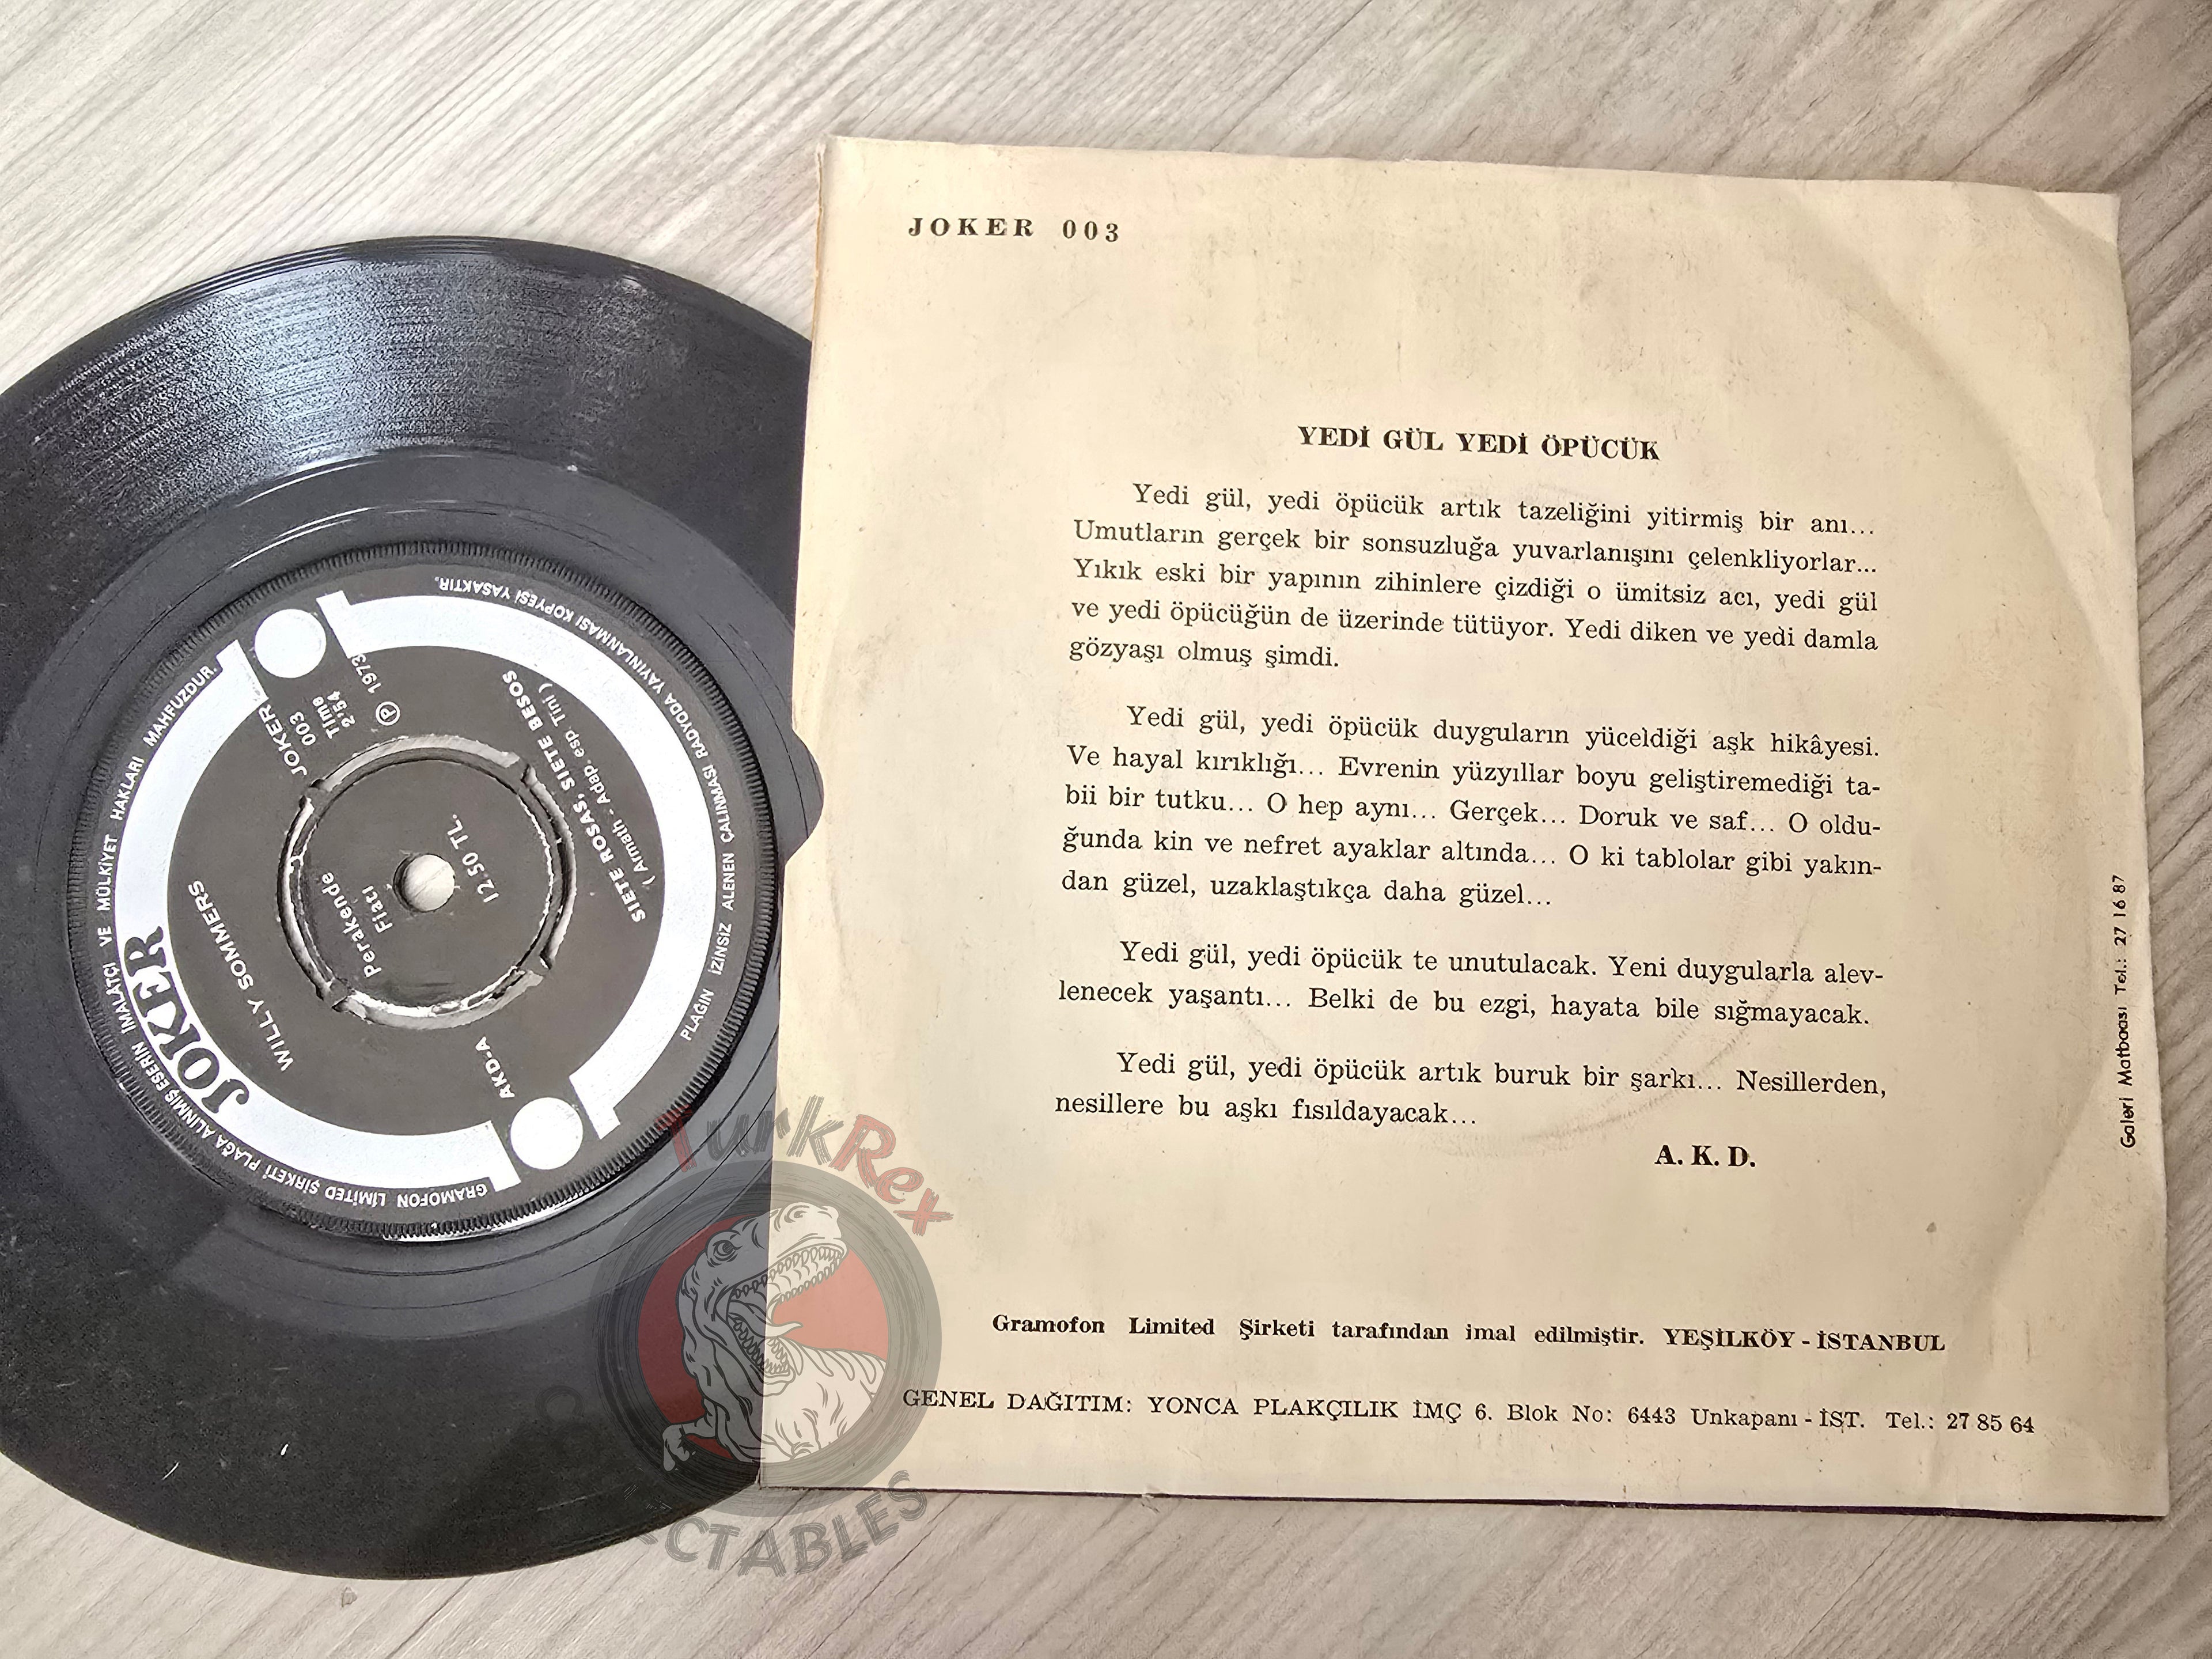 JOKER 003
YEDİ GÜL YEDİ ÖPÜCÜK
Yedi gül, yedi öpücük artık tazeliğini yitirmiş bir anı...
Umutların gerçek bir sonsuzluğa yuvarlanışını çelenkliyorlar...
Yıkık eski bir yapının zihinlere çizdiği o ümitsiz acı, yedi gül
ve yedi öpücüğün de üzerinde tütüyor. Yedi diken ve yedi damla
gözyaşı olmuş şimdi.
Yedi gül, yedi öpücük duyguların yüceldiği aşk hikâyesi.
Ve hayal kırıklığı... Evrenin yüzyıllar boyu geliştiremediği ta-
bii bir tutku... O hep aynı... Gerçek... Doruk ve saf... O oldu-
ğunda kin ve nefret ayaklar altında... O ki tablolar gibi yakın-
dan güzel, uzaklaştıkça daha güzel...
Yedi gül, yedi öpücük te unutulacak. Yeni duygularla alev-
lenecek yaşantı... Belki de bu ezgi, hayata bile sığmayacak.
Yedi gül, yedi öpücük artık buruk bir şarkı... Nesillerden,
nesillere bu aşkı fısıldayacak...
A. K. D.
Gramofon Limited Şirketi tarafından imal edilmiştir. YEŞİLKÖY - İSTANBUL
GENEL DAĞITIM: YONCA PLAKÇILIK İMÇ 6. Blok No: 6443 Unkapanı - İST. Tel.: 27 85 64
Galeri Matbaası Tel.: 27 16 87
GRAMOFON LİMİTED ŞİRKETİ PLAĞA ALINMIŞ ESERİN İMALATÇI VE MÜLKİYET HAKLARI MAHFUZDUR.
PLAĞIN İZİNSİZ ALENEN ÇALINMASI RADYODA YAYINLANMASI KOPYESİ YASAKTIR.
JOKER
WILLY SOMMERS
JOKER
003
Time
2'54
Ⓟ 1973
Perakende
Fiatı
12.50 TL.
AKD-A
SIETE ROSAS, SIETE BESOS
( Armath - Adap. esp. Tini )
TurkRex